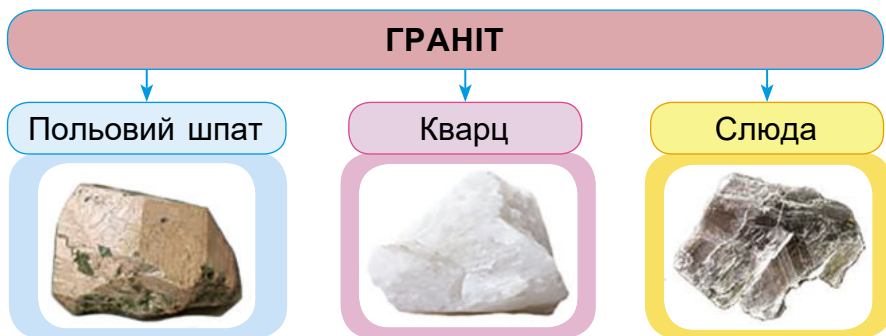 ГРАНІТ
Польовий шпат
Кварц
Слюда